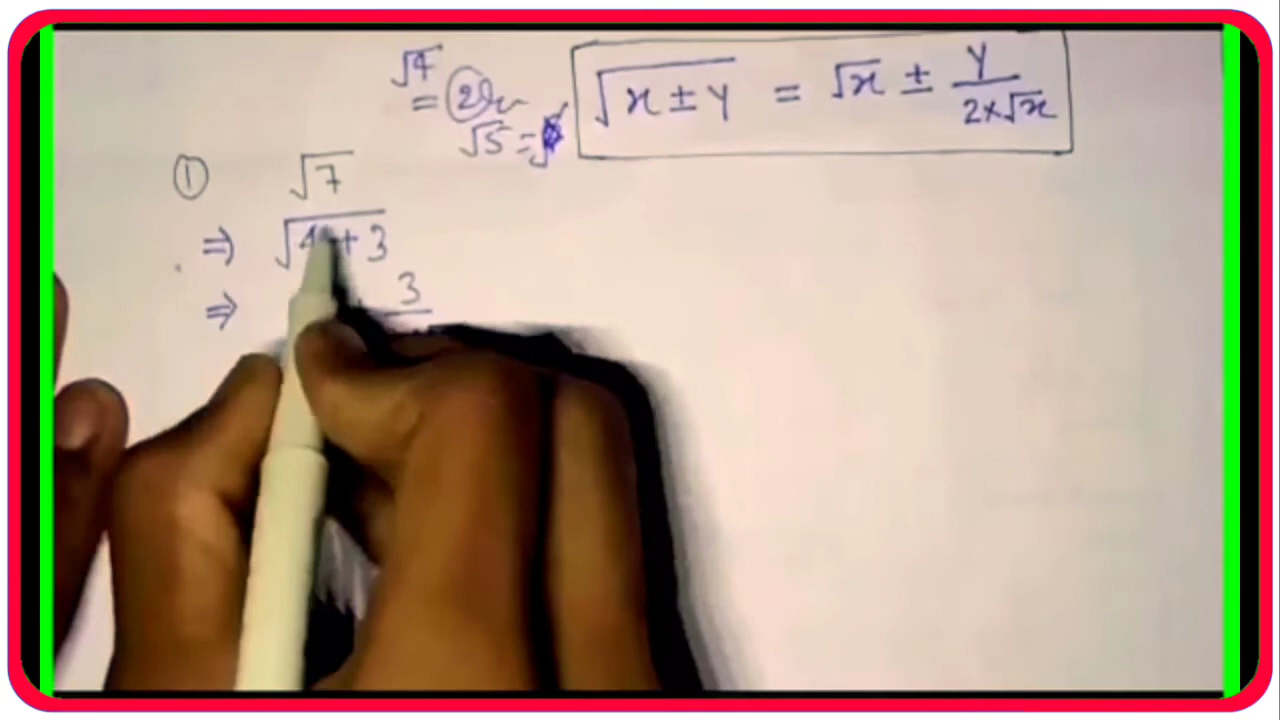 √4
= 2
√5 =
√(x ± y) = √x ± y/(2×√x)
① √7
⇒ √(4 + 3)
⇒ 3